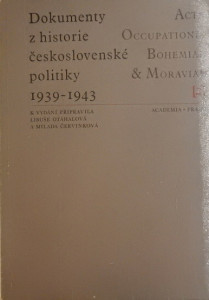 Dokumenty
z historie
československé
politiky
1939-1943
K VYDÁNÍ PŘIPRAVILA
LIBUŠE OTÁHALOVÁ
A MILADA ČERVINKOVÁ
Acta
Occupationis
Bohemiae
& Moraviae
ACADEMIA · PRAHA